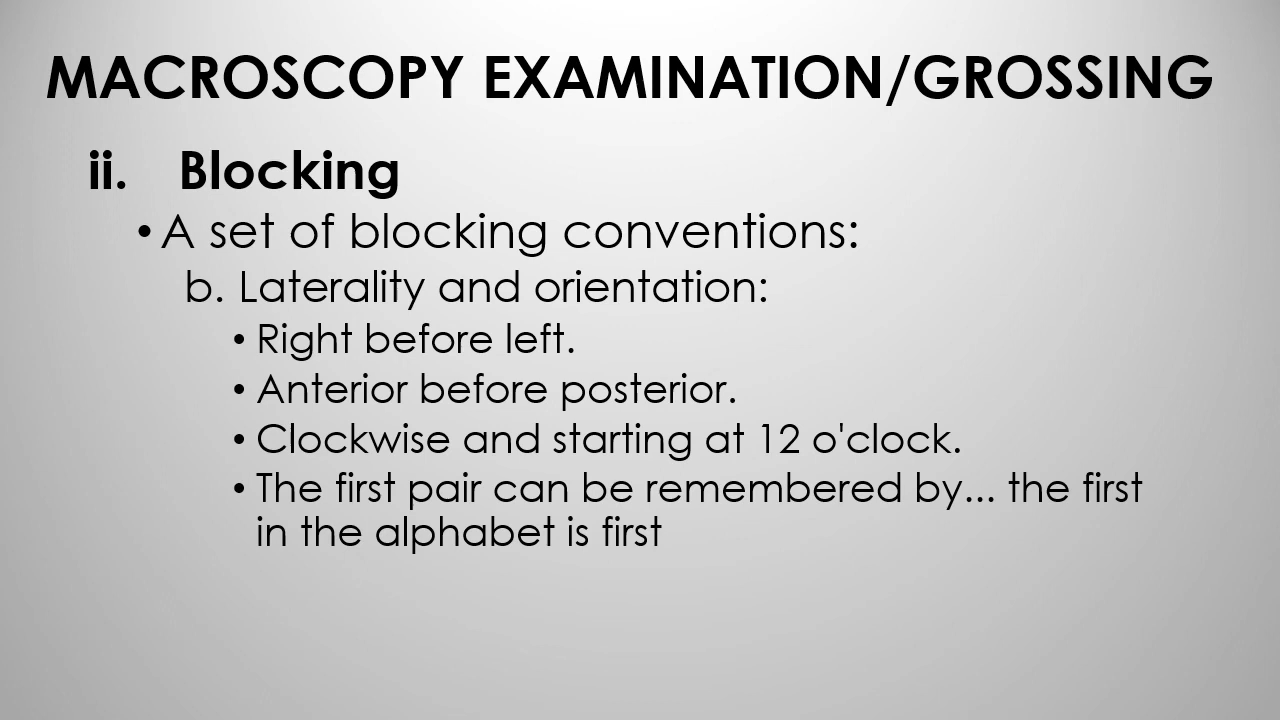 MACROSCOPY EXAMINATION/GROSSING
ii. Blocking
• A set of blocking conventions:
b. Laterality and orientation:
• Right before left.
• Anterior before posterior.
• Clockwise and starting at 12 o'clock.
• The first pair can be remembered by... the first
in the alphabet is first